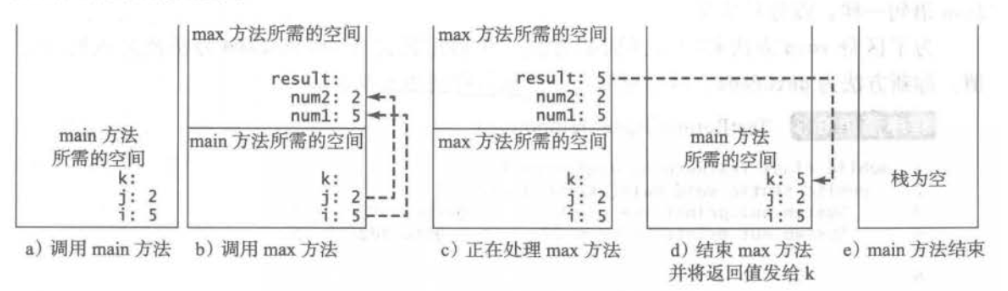 main 方法
所需的空间
k:
j: 2
i: 5
a) 调用 main 方法
max 方法所需的空间
result:
num2: 2
num1: 5
main 方法所需的空间
k:
j: 2
i: 5
b) 调用 max 方法
max 方法所需的空间
result: 5
num2: 2
num1: 5
max 方法所需的空间
k:
j: 2
i: 5
c) 正在处理 max 方法
main 方法
所需的空间
k: 5
j: 2
i: 5
d) 结束 max 方法
并将返回值发给 k
栈为空
e) main 方法结束